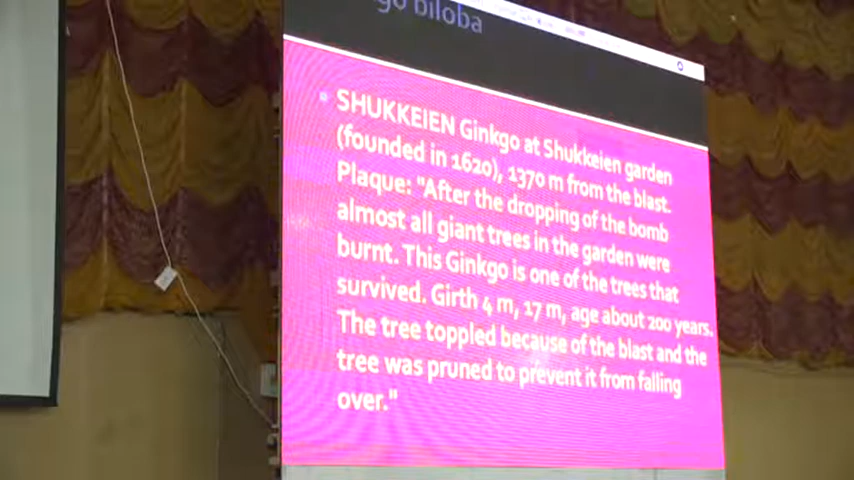 biloba
SHUKKEIEN Ginkgo at Shukkeien garden
(founded in 1620), 1370 m from the blast.
Plaque: "After the dropping of the bomb
almost all giant trees in the garden were
burnt. This Ginkgo is one of the trees that
survived. Girth 4 m, 17 m, age about 200 years.
The tree toppled because of the blast and the
tree was pruned to prevent it from falling
over."